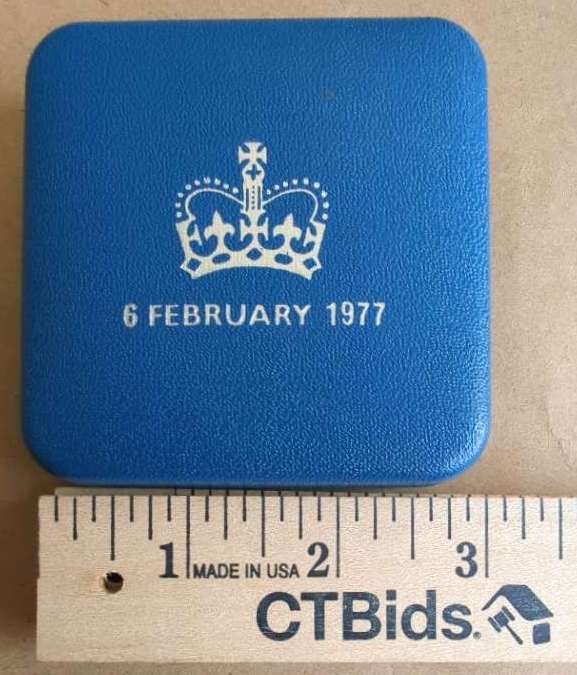 6 FEBRUARY 1977
1 MADE IN USA 2 3
CTBids.